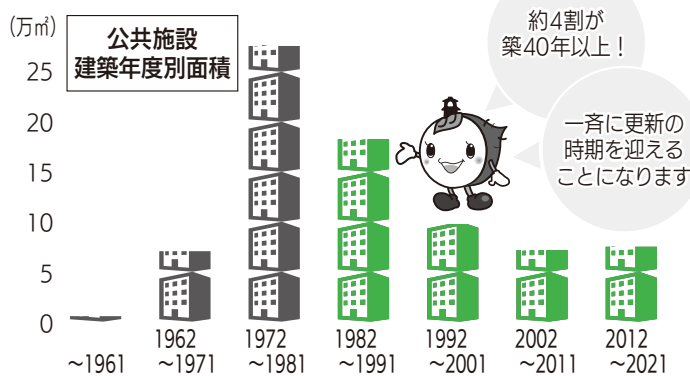 (万㎡)
公共施設
建築年度別面積
約4割が
築40年以上！
一斉に更新の
時期を迎える
ことになります
25
20
15
10
5
0
～1961
1962
～1971
1972
～1981
1982
～1991
1992
～2001
2002
～2011
2012
～2021